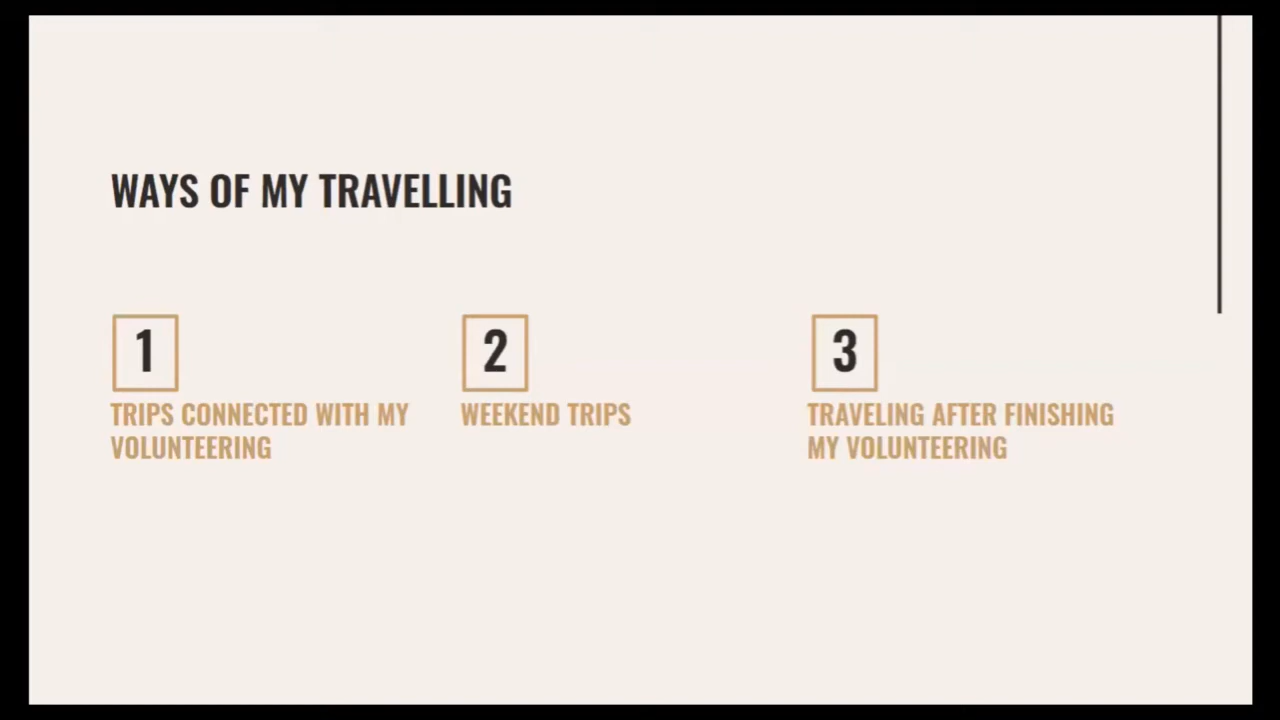 WAYS OF MY TRAVELLING
1
TRIPS CONNECTED WITH MY
VOLUNTEERING
2
WEEKEND TRIPS
3
TRAVELING AFTER FINISHING
MY VOLUNTEERING